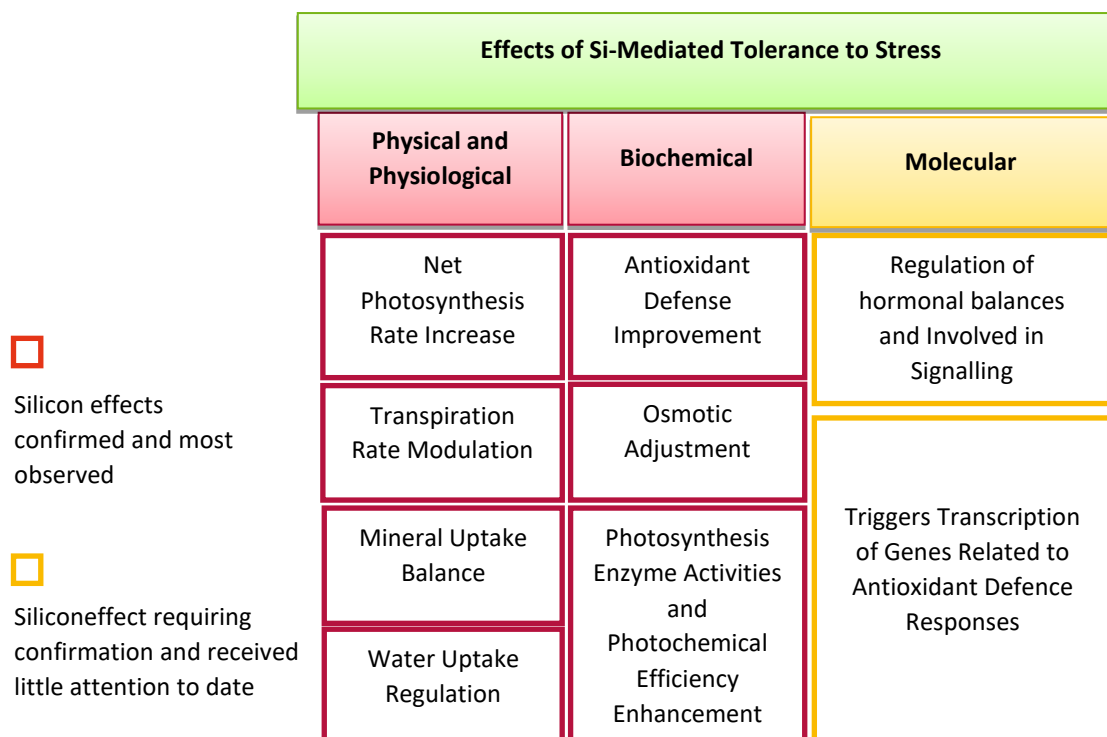 Effects of Si-Mediated Tolerance to Stress
Physical and
Physiological
Biochemical
Molecular
Net
Photosynthesis
Rate Increase
Antioxidant
Defense
Improvement
Regulation of
hormonal balances
and Involved in
Signalling
Transpiration
Rate Modulation
Osmotic
Adjustment
Triggers Transcription
of Genes Related to
Antioxidant Defence
Responses
Mineral Uptake
Balance
Photosynthesis
Enzyme Activities
and
Photochemical
Efficiency
Enhancement
Water Uptake
Regulation
Silicon effects
confirmed and most
observed
Siliconeffect requiring
confirmation and received
little attention to date